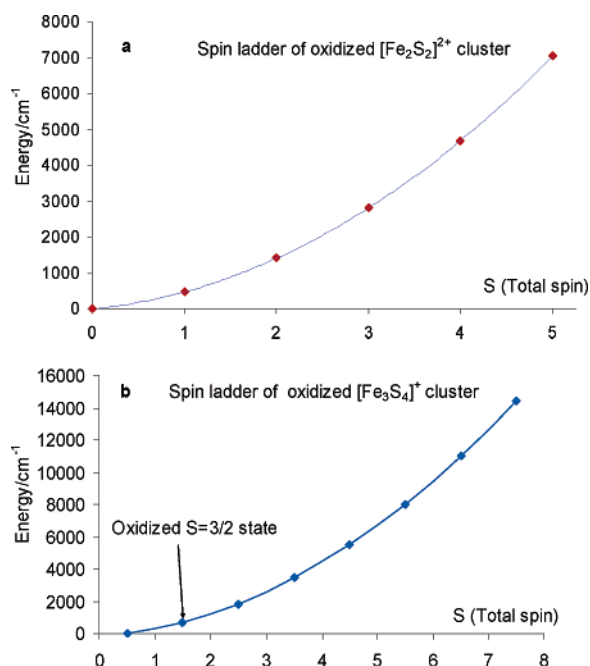 8000
a Spin ladder of oxidized [Fe₂S₂]²⁺ cluster
7000
6000
5000
4000
3000
2000
1000
0
Energy/cm⁻¹
S (Total spin)
0 1 2 3 4 5
16000
b Spin ladder of oxidized [Fe₃S₄]⁺ cluster
14000
12000
10000
8000
6000
4000
2000
0
Energy/cm⁻¹
Oxidized S=3/2 state
S (Total spin)
0 1 2 3 4 5 6 7 8